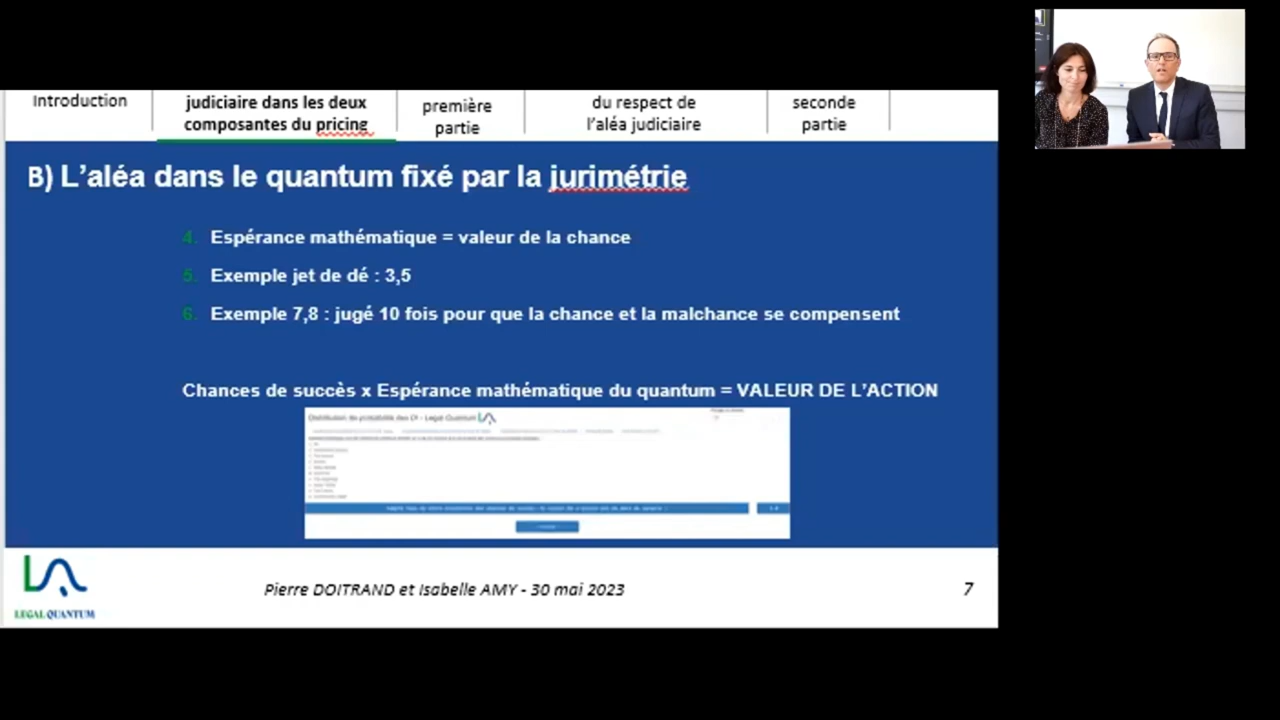 Introduction
judiciaire dans les deux
composantes du pricing
première
partie
du respect de
l'aléa judiciaire
seconde
partie
B) L'aléa dans le quantum fixé par la jurimétrie
4. Espérance mathématique = valeur de la chance
5. Exemple jet de dé : 3,5
6. Exemple 7,8 : jugé 10 fois pour que la chance et la malchance se compensent
Chances de succès x Espérance mathématique du quantum = VALEUR DE L'ACTION
Distribution de probabilité des DI - Legal Quantum
LEGAL QUANTUM
Pierre DOITRAND et Isabelle AMY - 30 mai 2023
7